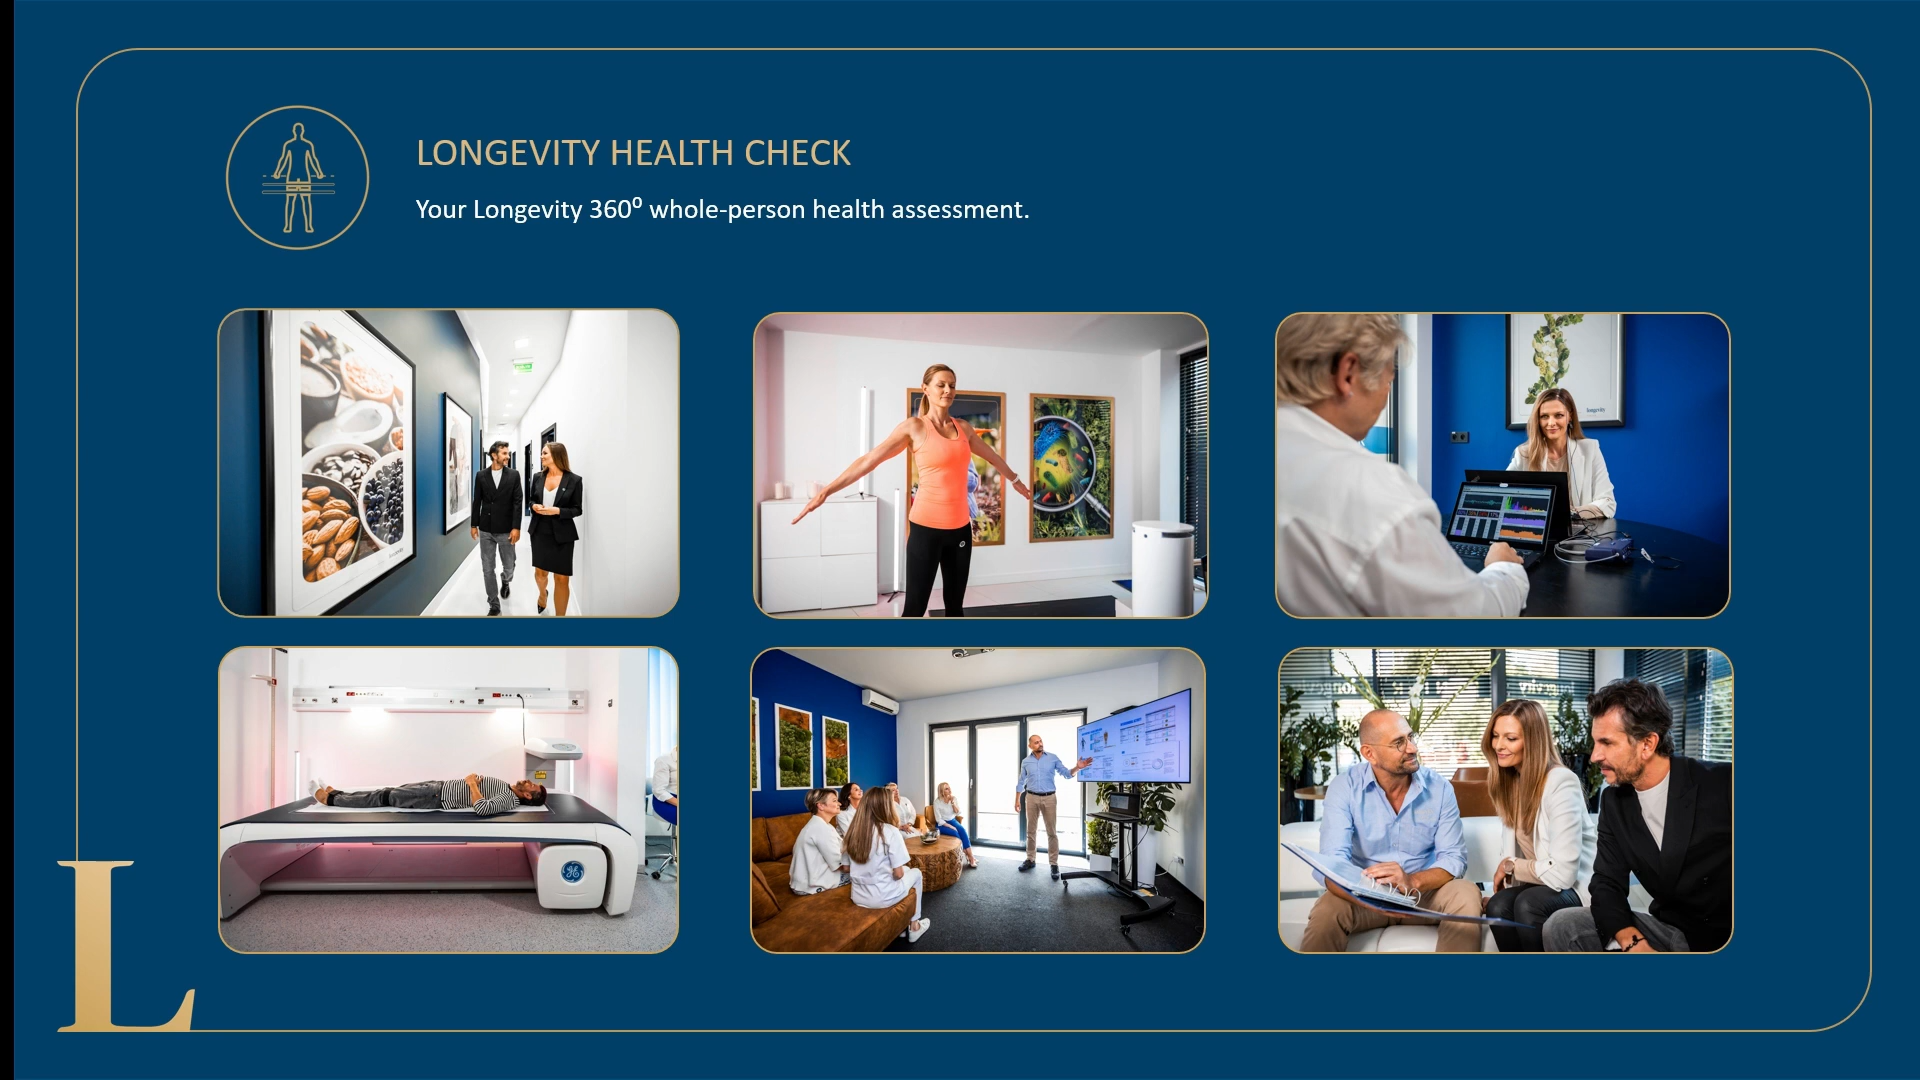 LONGEVITY HEALTH CHECK
Your Longevity 360⁰ whole-person health assessment.
L